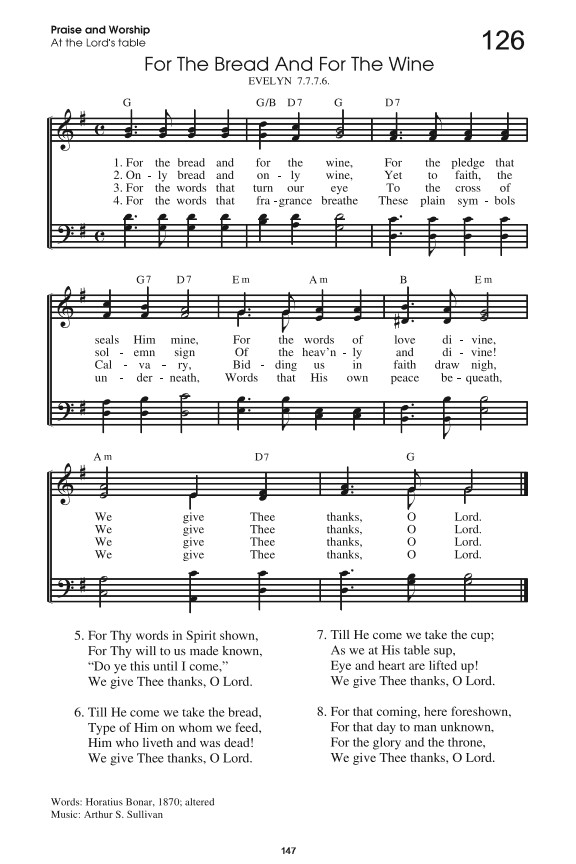 Praise and Worship
At the Lord's table
126
For The Bread And For The Wine
EVELYN 7.7.7.6.
G G/B D7 G D7
1. For the bread and for the wine, For the pledge that
2. On - ly bread and on - ly wine, Yet to faith, the
3. For the words that turn our eye To the cross of
4. For the words that fra - grance breathe These plain sym - bols
G7 D7 Em Am B Em
seals Him mine, For the words of love di - vine,
sol - emn sign Of the heav'n - ly and di - vine!
Cal - va - ry, Bid - ding us in faith draw nigh,
un - der - neath, Words that His own peace be - queath,
Am D7 G
We give Thee thanks, O Lord.
We give Thee thanks, O Lord.
We give Thee thanks, O Lord.
We give Thee thanks, O Lord.
5. For Thy words in Spirit shown,
For Thy will to us made known,
“Do ye this until I come,”
We give Thee thanks, O Lord.
6. Till He come we take the bread,
Type of Him on whom we feed,
Him who liveth and was dead!
We give Thee thanks, O Lord.
7. Till He come we take the cup;
As we at His table sup,
Eye and heart are lifted up!
We give Thee thanks, O Lord.
8. For that coming, here foreshown,
For that day to man unknown,
For the glory and the throne,
We give Thee thanks, O Lord.
Words: Horatius Bonar, 1870; altered
Music: Arthur S. Sullivan
147